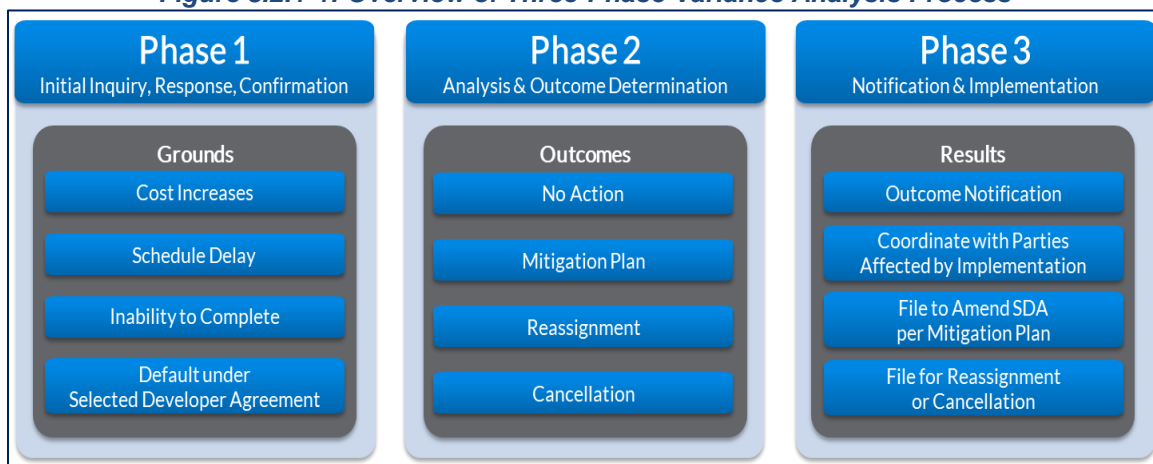 Phase 1
Initial Inquiry, Response, Confirmation
Grounds
Cost Increases
Schedule Delay
Inability to Complete
Default under
Selected Developer Agreement
Phase 2
Analysis & Outcome Determination
Outcomes
No Action
Mitigation Plan
Reassignment
Cancellation
Phase 3
Notification & Implementation
Results
Outcome Notification
Coordinate with Parties
Affected by Implementation
File to Amend SDA
per Mitigation Plan
File for Reassignment
or Cancellation